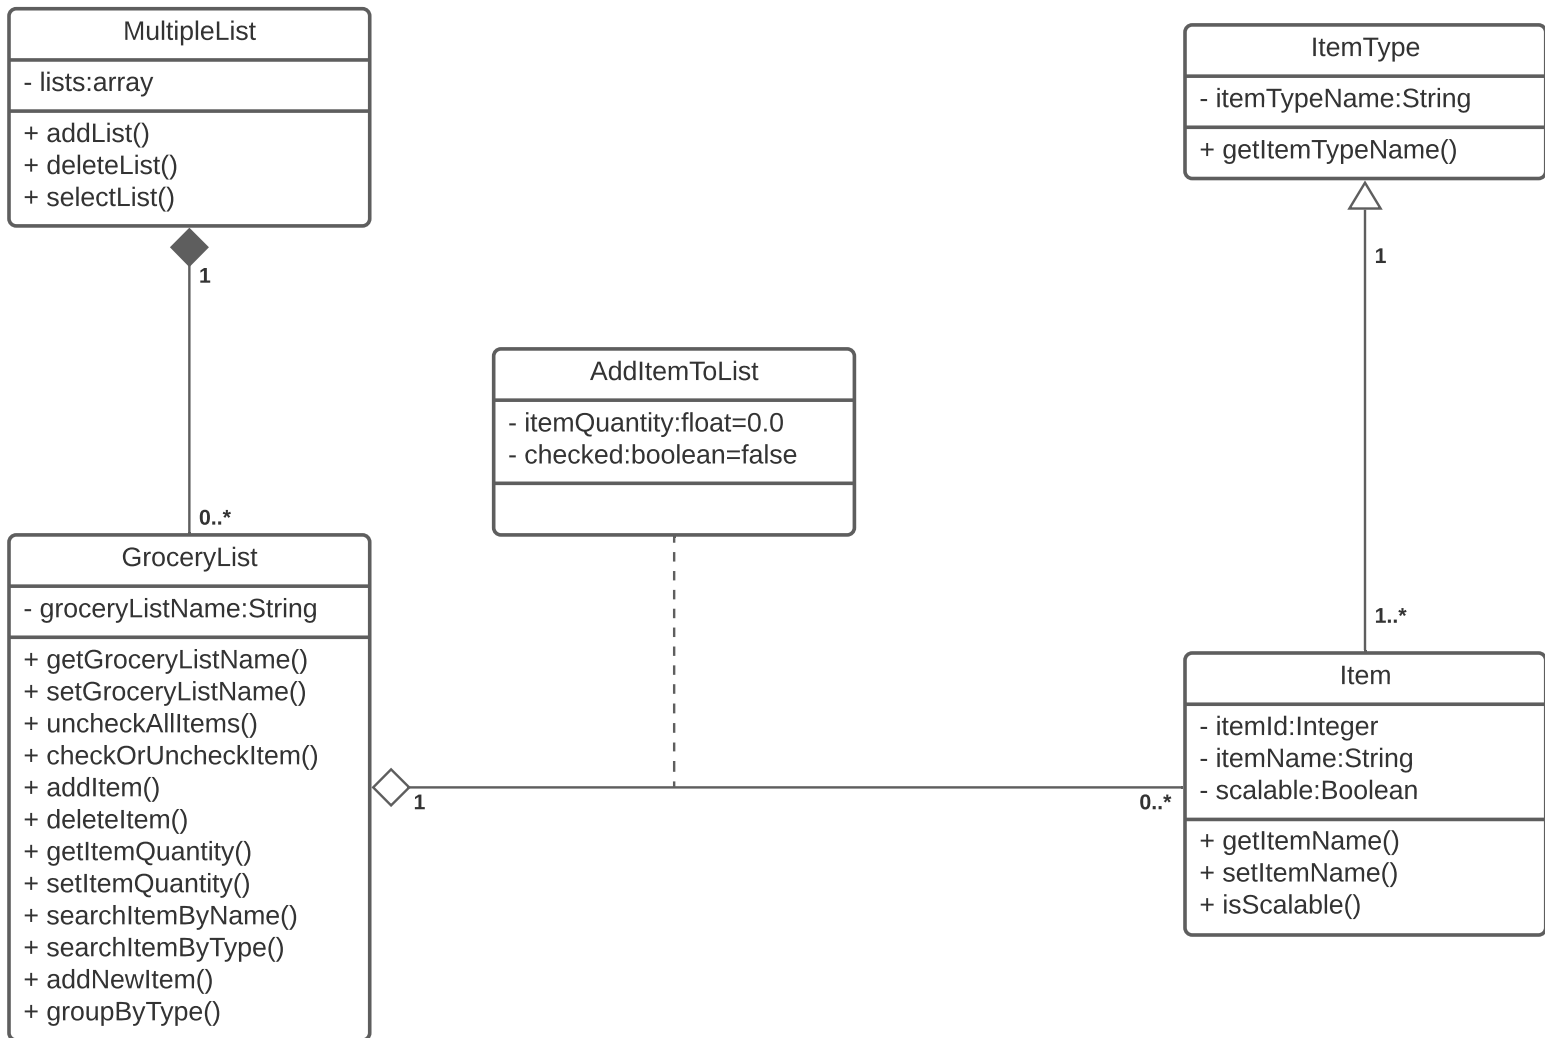 MultipleList
- lists:array
+ addList()
+ deleteList()
+ selectList()
1
0..*
GroceryList
- groceryListName:String
+ getGroceryListName()
+ setGroceryListName()
+ uncheckAllItems()
+ checkOrUncheckItem()
+ addItem()
+ deleteItem()
+ getItemQuantity()
+ setItemQuantity()
+ searchItemByName()
+ searchItemByType()
+ addNewItem()
+ groupByType()
AddItemToList
- itemQuantity:float=0.0
- checked:boolean=false
1
0..*
ItemType
- itemTypeName:String
+ getItemTypeName()
1
1..*
Item
- itemId:Integer
- itemName:String
- scalable:Boolean
+ getItemName()
+ setItemName()
+ isScalable()